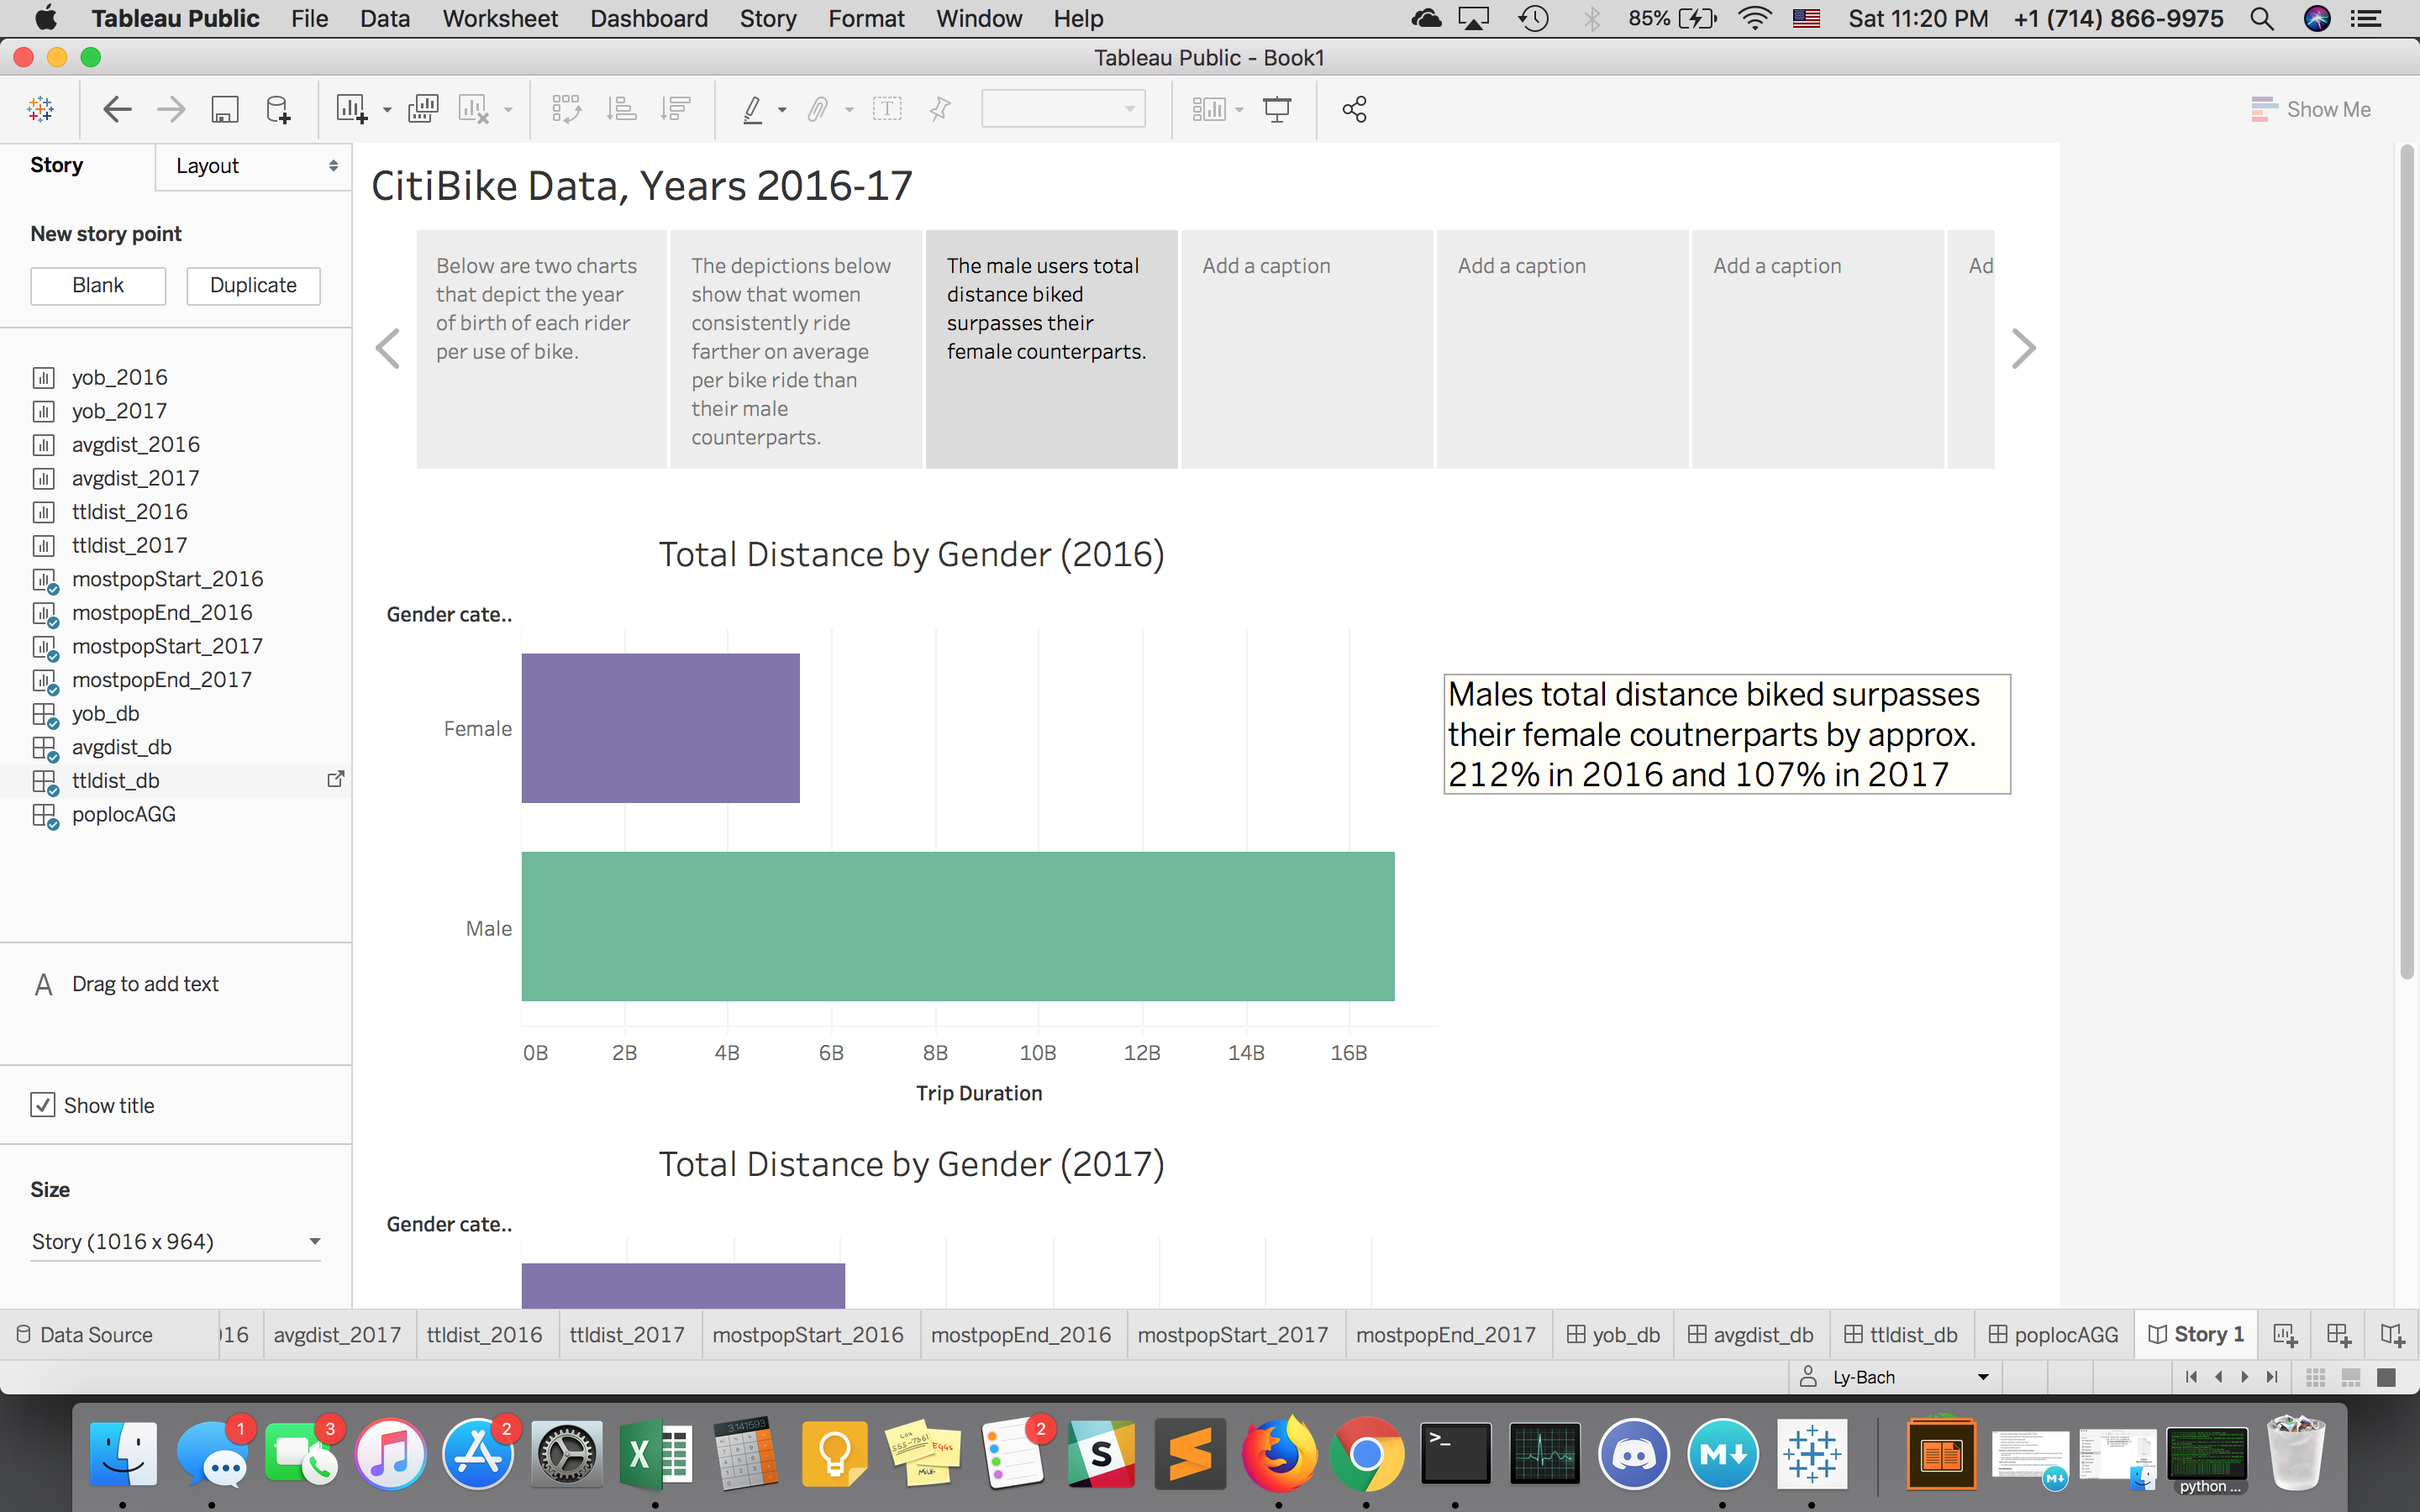 Tableau Public File Data Worksheet Dashboard Story Format Window Help 85% Sat 11:20 PM +1 (714) 866-9975
Tableau Public - Book1
Show Me
Story Layout
New story point
Blank Duplicate
yob_2016
yob_2017
avgdist_2016
avgdist_2017
ttldist_2016
ttldist_2017
mostpopStart_2016
mostpopEnd_2016
mostpopStart_2017
mostpopEnd_2017
yob_db
avgdist_db
ttldist_db
poplocAGG
A Drag to add text
Show title
Size
Story (1016 x 964)
CitiBike Data, Years 2016-17
Below are two charts
that depict the year
of birth of each rider
per use of bike.
The depictions below
show that women
consistently ride
farther on average
per bike ride than
their male
counterparts.
The male users total
distance biked
surpasses their
female counterparts.
Add a caption
Add a caption
Add a caption
Ad
Total Distance by Gender (2016)
Gender cate..
Female
Male
0B 2B 4B 6B 8B 10B 12B 14B 16B
Trip Duration
Males total distance biked surpasses
their female coutnerparts by approx.
212% in 2016 and 107% in 2017
Total Distance by Gender (2017)
Gender cate..
Data Source 16 avgdist_2017 ttldist_2016 ttldist_2017 mostpopStart_2016 mostpopEnd_2016 mostpopStart_2017 mostpopEnd_2017 yob_db avgdist_db ttldist_db poplocAGG Story 1
Ly-Bach
1 3 2 2
python ...